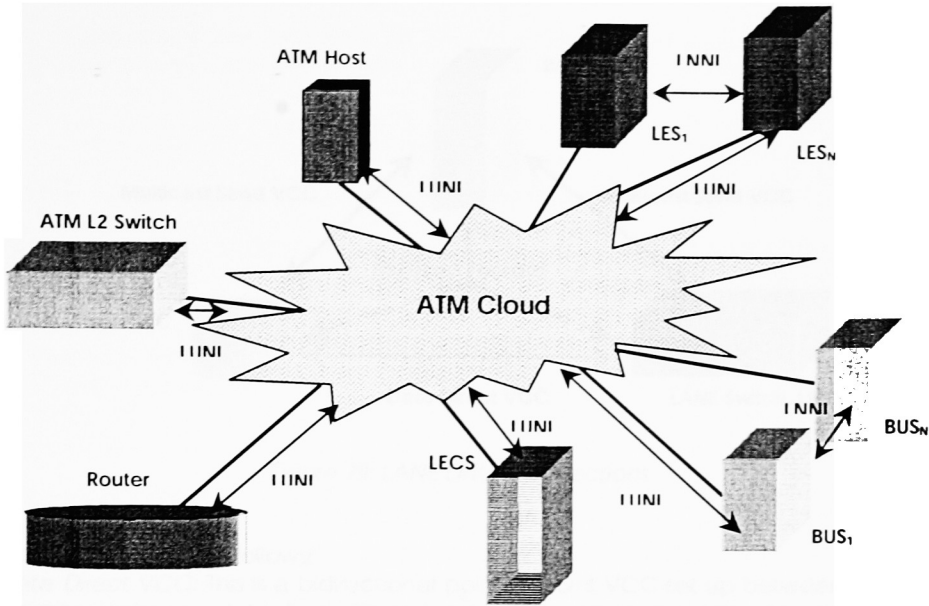 ATM Host
LNNI
LES₁
LESN
LUNI
LUNI
ATM L2 Switch
ATM Cloud
LUNI
LNNI
BUSN
LUNI
LECS
Router
LUNI
LUNI
BUS₁